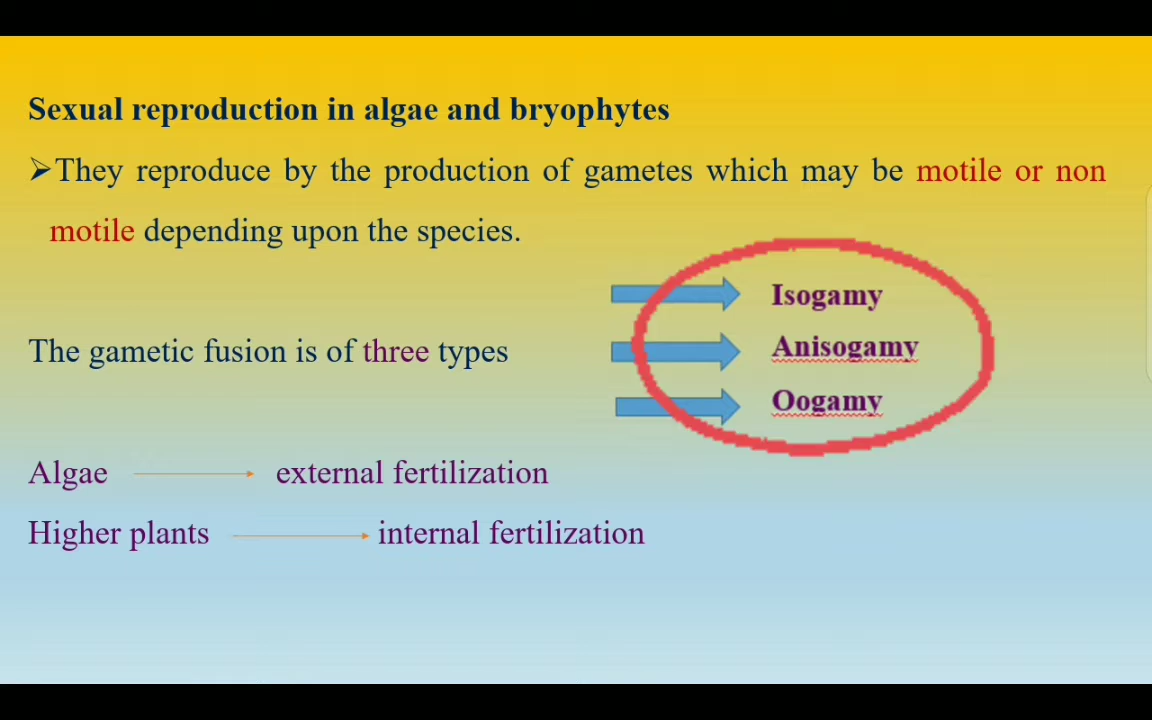 Sexual reproduction in algae and bryophytes
➢They reproduce by the production of gametes which may be motile or non
motile depending upon the species.
Isogamy
The gametic fusion is of three types
Anisogamy
Oogamy
Algae → external fertilization
Higher plants → internal fertilization